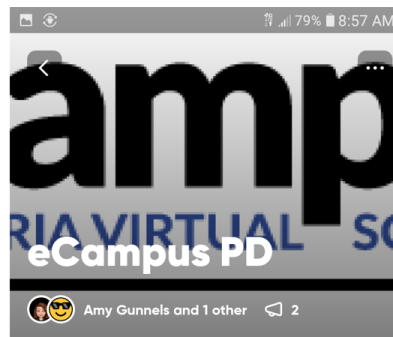 79% 8:57 AM
amp
RIA VIRTUAL SC
eCampus PD
Amy Gunnels and 1 other 2